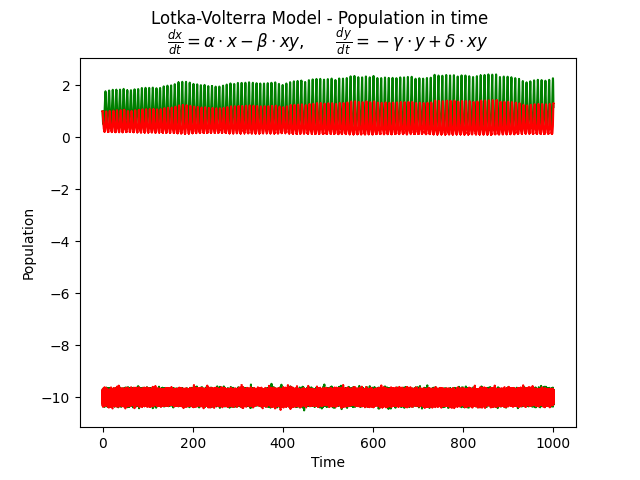 Lotka-Volterra Model - Population in time
dx/dt = α · x − β · xy, dy/dt = −γ · y + δ · xy
2
0
−2
−4
−6
−8
−10
Population
0 200 400 600 800 1000
Time